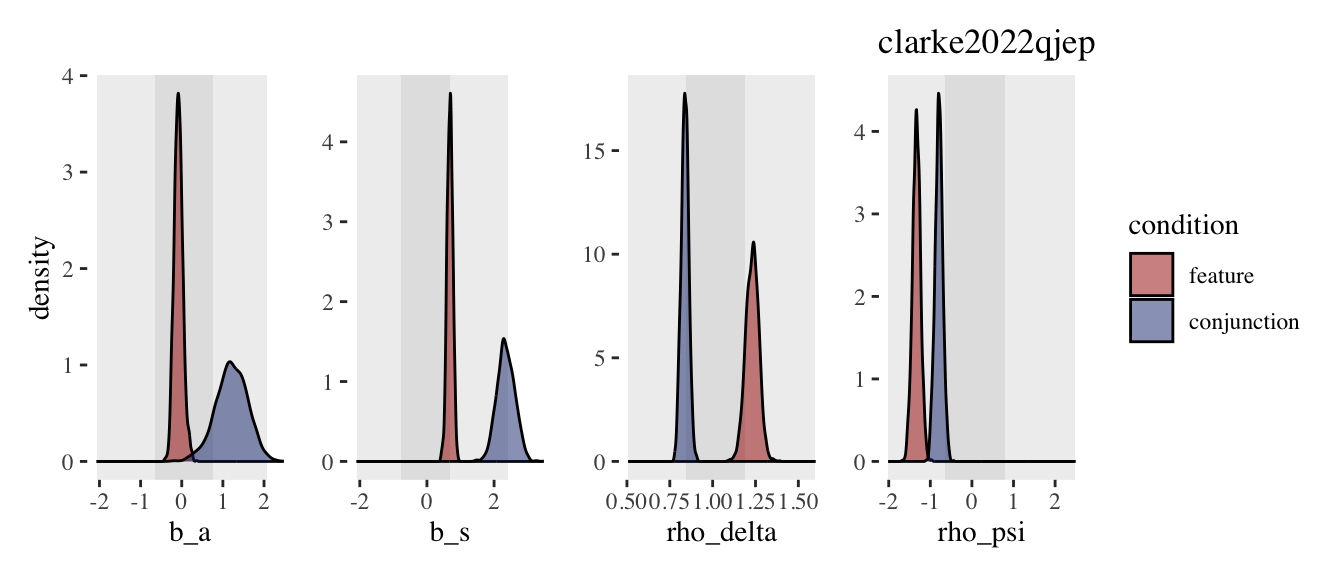 clarke2022qjep
density
4
3
2
1
0
-2 -1 0 1 2
b_a
4
3
2
1
0
-2 0 2
b_s
15
10
5
0
0.50 0.75 1.00 1.25 1.50
rho_delta
4
3
2
1
0
-2 -1 0 1 2
rho_psi
condition
feature
conjunction